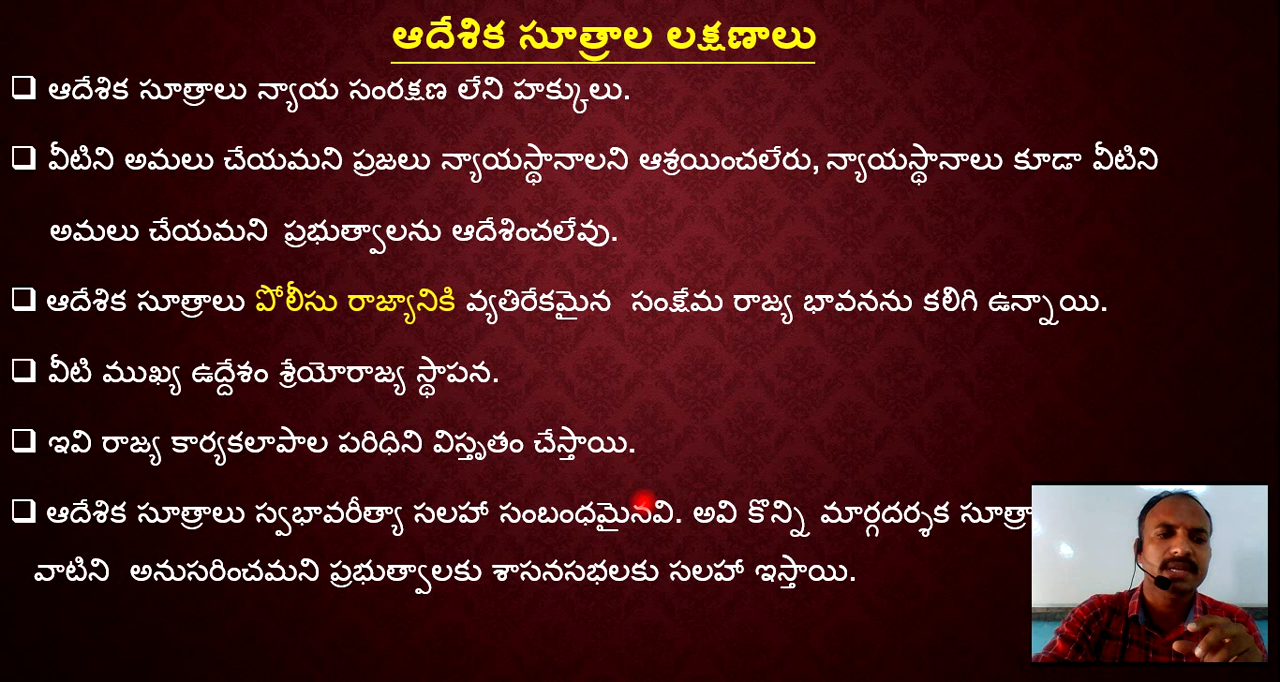 ఆదేశిక సూత్రాల లక్షణాలు
❑ ఆదేశిక సూత్రాలు న్యాయ సంరక్షణ లేని హక్కులు.
❑ వీటిని అమలు చేయమని ప్రజలు న్యాయస్థానాలని ఆశ్రయించలేరు, న్యాయస్థానాలు కూడా వీటిని
అమలు చేయమని ప్రభుత్వాలను ఆదేశించలేవు.
❑ ఆదేశిక సూత్రాలు పోలీసు రాజ్యానికి వ్యతిరేకమైన సంక్షేమ రాజ్య భావనను కలిగి ఉన్నాయి.
❑ వీటి ముఖ్య ఉద్దేశం శ్రేయోరాజ్య స్థాపన.
❑ ఇవి రాజ్య కార్యకలాపాల పరిధిని విస్తృతం చేస్తాయి.
❑ ఆదేశిక సూత్రాలు స్వభావరీత్యా సలహా సంబంధమైనవి. అవి కొన్ని మార్గదర్శక
వాటిని అనుసరించమని ప్రభుత్వాలకు శాసనసభలకు సలహా ఇస్తాయి.